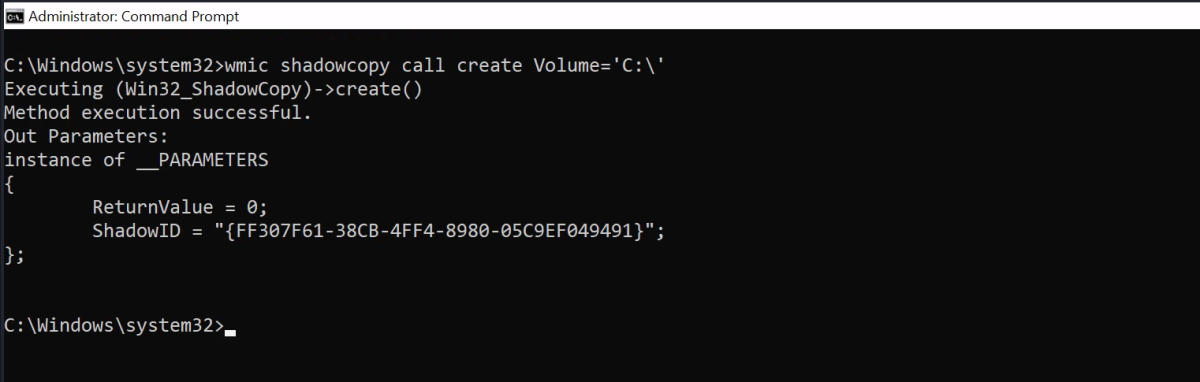 Administrator: Command Prompt
C:\Windows\system32>wmic shadowcopy call create Volume='C:\'
Executing (Win32_ShadowCopy)->create()
Method execution successful.
Out Parameters:
instance of __PARAMETERS
{
        ReturnValue = 0;
        ShadowID = "{FF307F61-38CB-4FF4-8980-05C9EF049491}";
};
C:\Windows\system32>